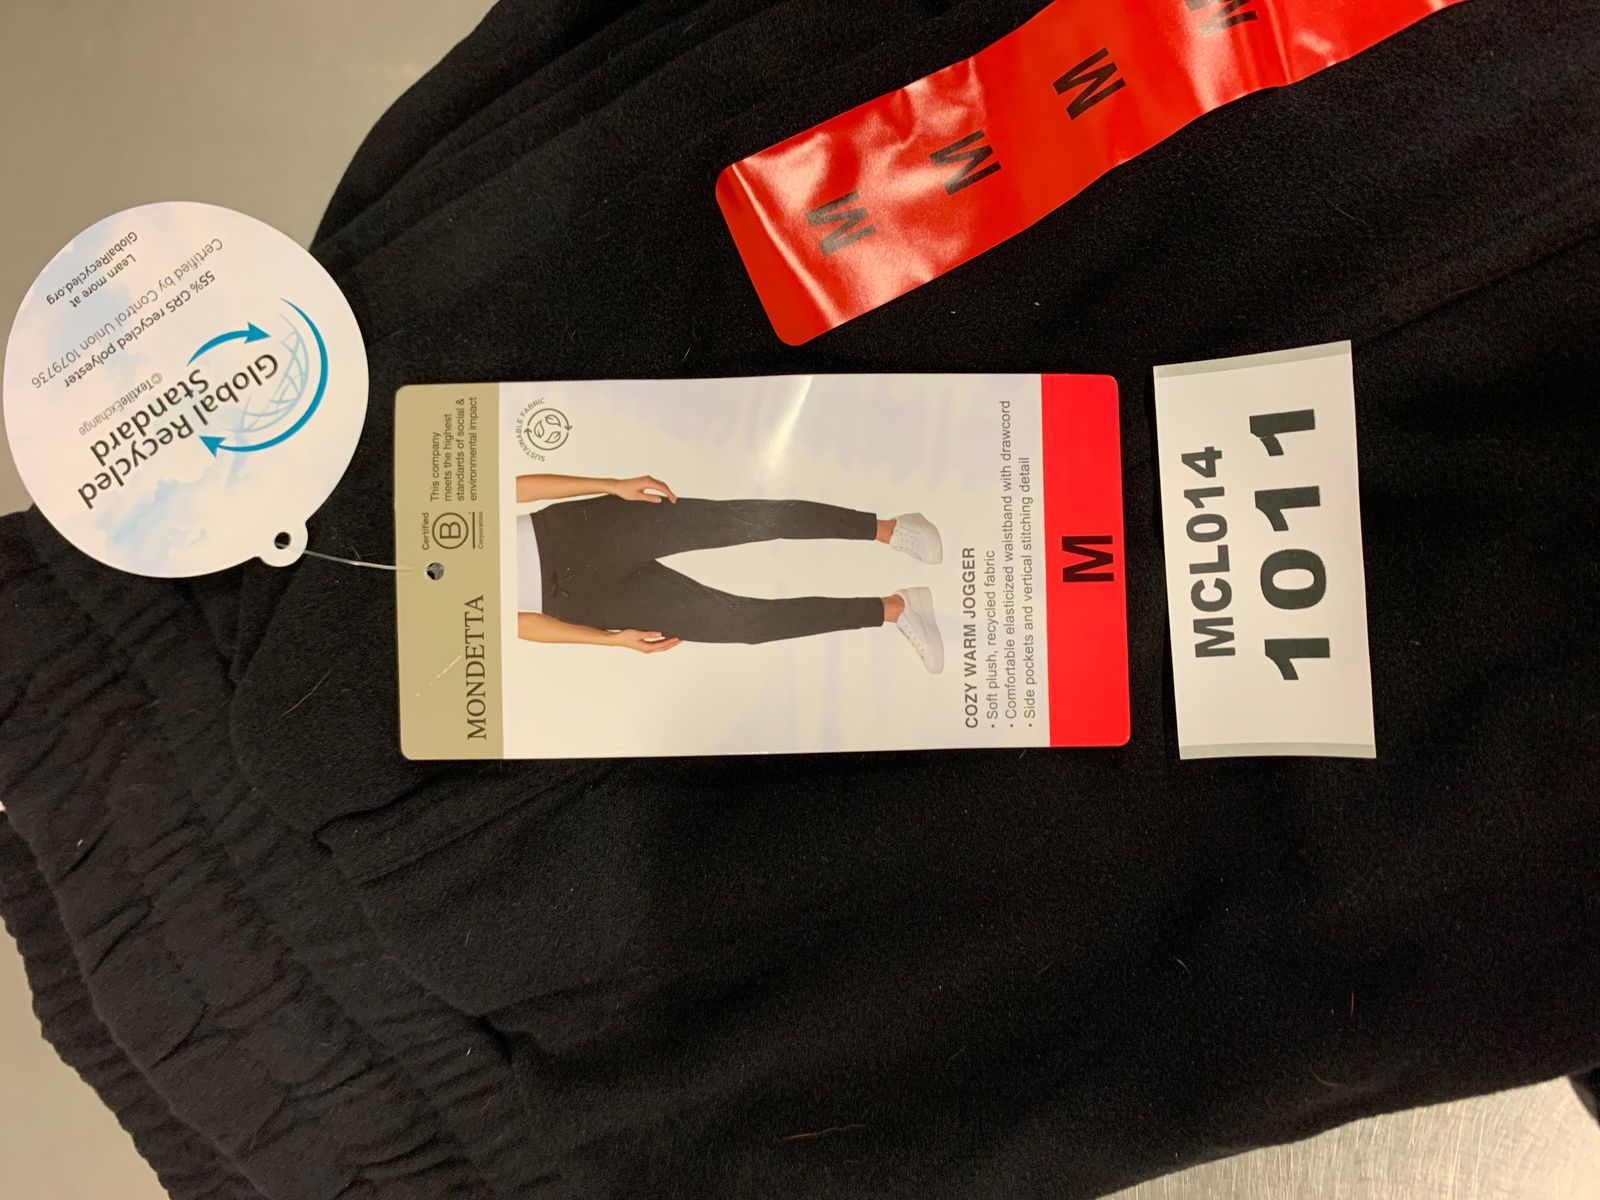 M
M
M
M
Global Recycled
Standard
©TextileExchange
55% GRS recycled polyester
Certified by Control Union 1079736
Learn more at
GlobalRecycled.org
MONDETTA
Certified
B
Corporation
This company
meets the highest
standards of social &
environmental impact
SUSTAINABLE FABRIC
COZY WARM JOGGER
• Soft plush, recycled fabric
• Comfortable elasticized waistband with drawcord
• Side pockets and vertical stitching detail
M
MCL014
1011